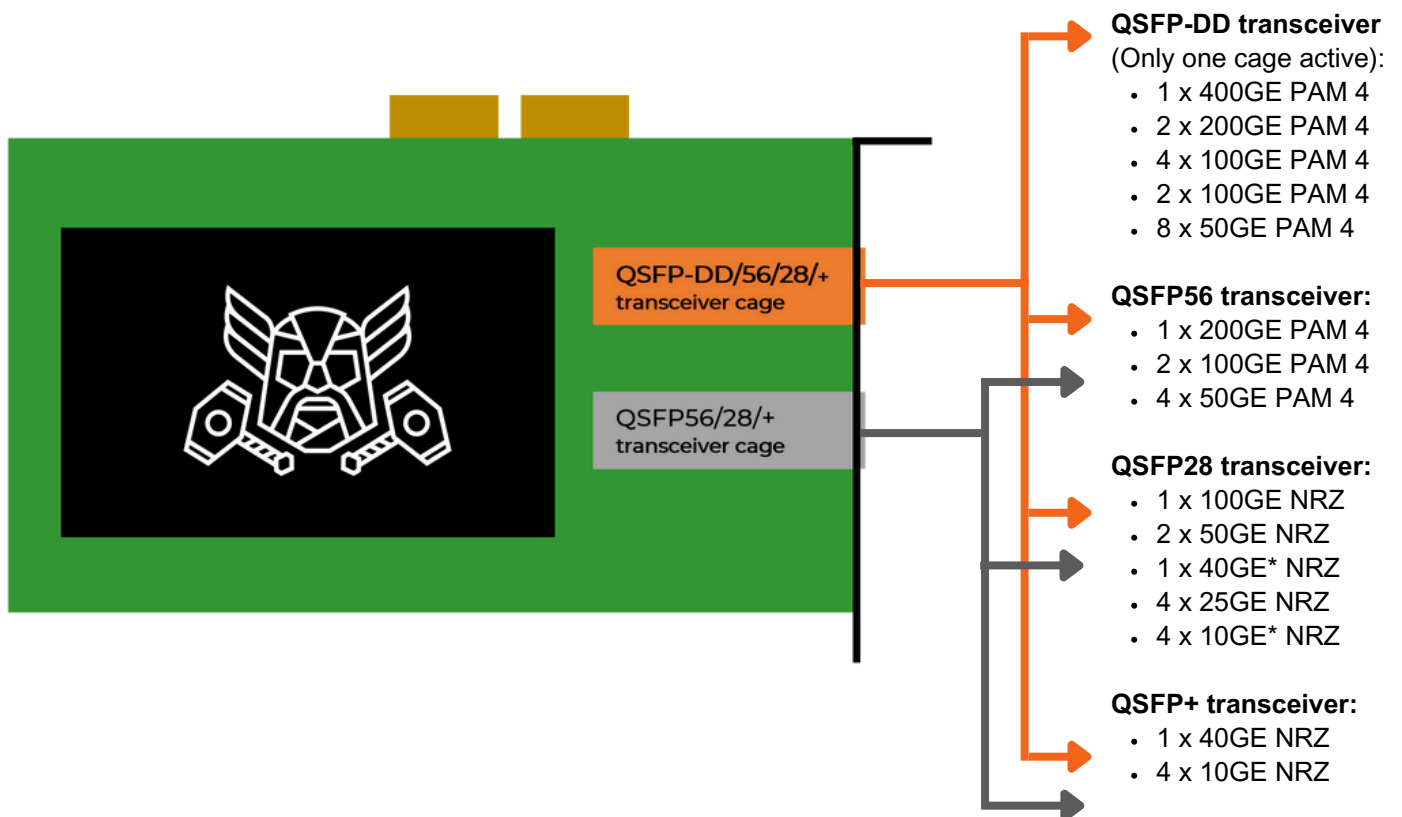 QSFP-DD/56/28/+
transceiver cage
QSFP56/28/+
transceiver cage
QSFP-DD transceiver
(Only one cage active):
• 1 x 400GE PAM 4
• 2 x 200GE PAM 4
• 4 x 100GE PAM 4
• 2 x 100GE PAM 4
• 8 x 50GE PAM 4
QSFP56 transceiver:
• 1 x 200GE PAM 4
• 2 x 100GE PAM 4
• 4 x 50GE PAM 4
QSFP28 transceiver:
• 1 x 100GE NRZ
• 2 x 50GE NRZ
• 1 x 40GE* NRZ
• 4 x 25GE NRZ
• 4 x 10GE* NRZ
QSFP+ transceiver:
• 1 x 40GE NRZ
• 4 x 10GE NRZ